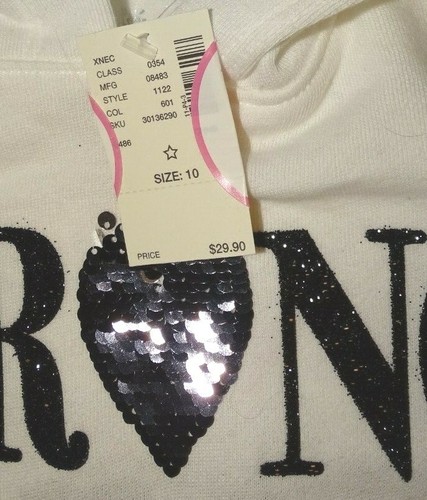 XNEC
CLASS 0354
MFG 08483
STYLE 1122
COL 601
SKU 30136290
486
SIZE: 10
PRICE $29.90
R N